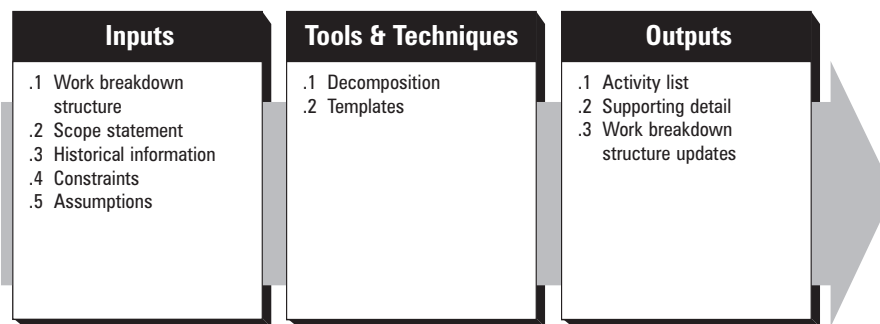 Inputs
.1 Work breakdown
structure
.2 Scope statement
.3 Historical information
.4 Constraints
.5 Assumptions
Tools & Techniques
.1 Decomposition
.2 Templates
Outputs
.1 Activity list
.2 Supporting detail
.3 Work breakdown
structure updates